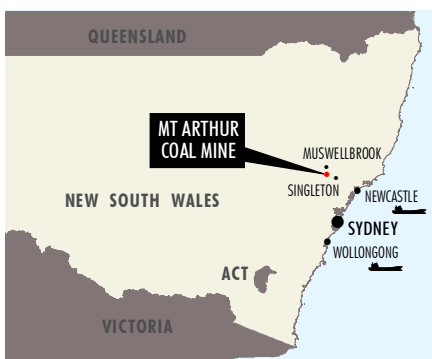 QUEENSLAND
MT ARTHUR
COAL MINE
MUSWELLBROOK
SINGLETON
NEWCASTLE
NEW SOUTH WALES
SYDNEY
WOLLONGONG
ACT
VICTORIA